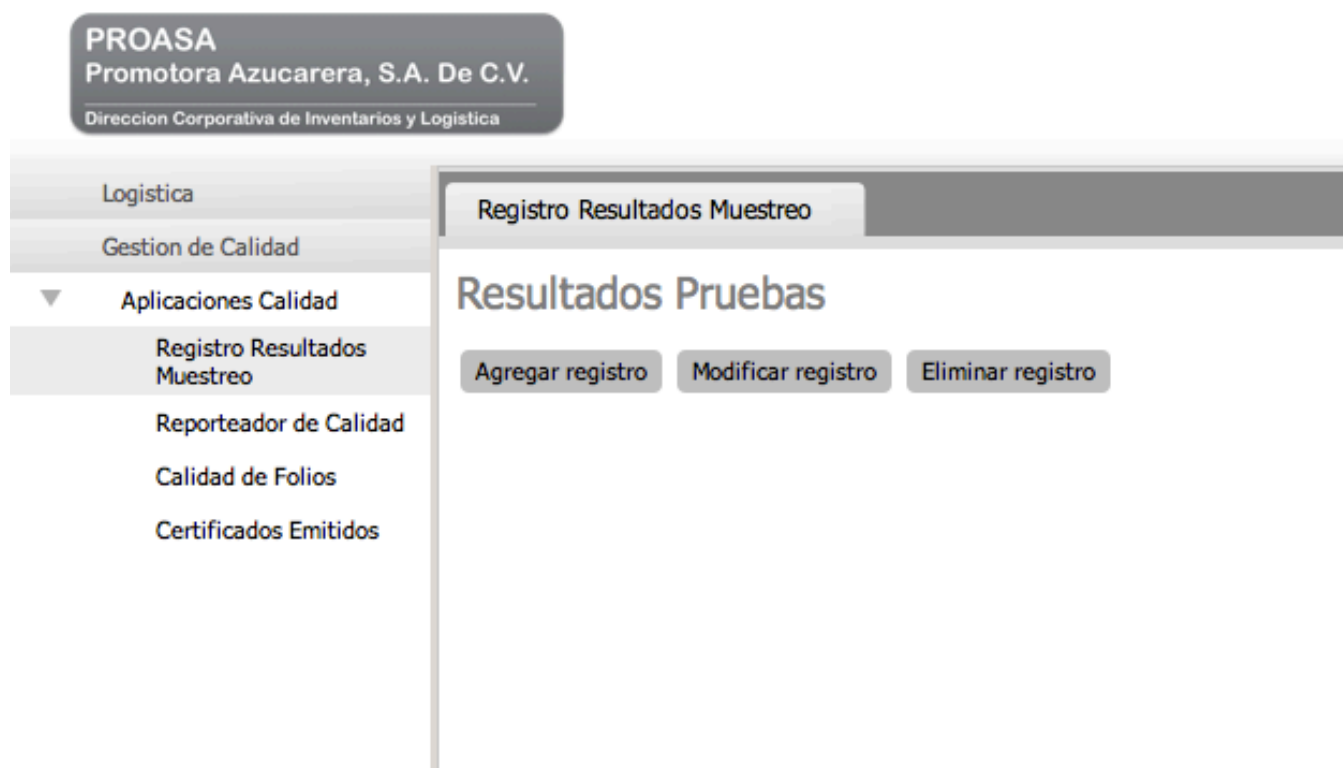 PROASA
Promotora Azucarera, S.A. De C.V.
Direccion Corporativa de Inventarios y Logistica
Logistica
Gestion de Calidad
Aplicaciones Calidad
Registro Resultados
Muestreo
Reporteador de Calidad
Calidad de Folios
Certificados Emitidos
Registro Resultados Muestreo
Resultados Pruebas
Agregar registro Modificar registro Eliminar registro